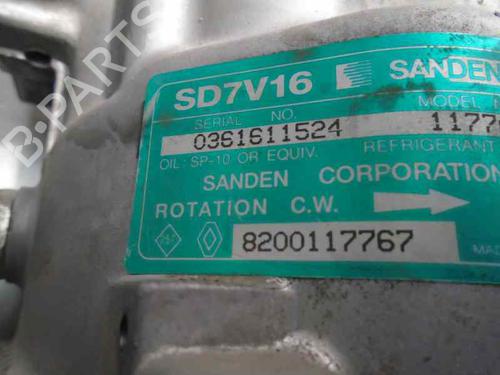 SD7V16 SANDEN
SERIAL NO. MODEL
0361611524 1177
OIL: SP-10 OR EQUIV. REFRIGERANT
SANDEN CORPORATION
ROTATION C.W.
8200117767
B-PARTS